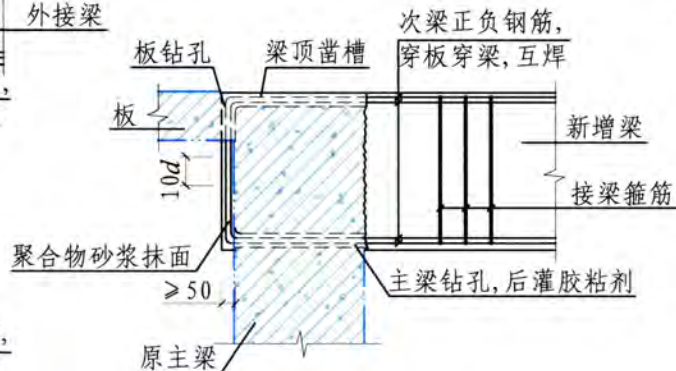 外接梁
次梁正负钢筋,
穿板穿梁,互焊
板钻孔
梁顶凿槽
板
新增梁
10d
接梁箍筋
聚合物砂浆抹面
主梁钻孔,后灌胶粘剂
≥50
原主梁